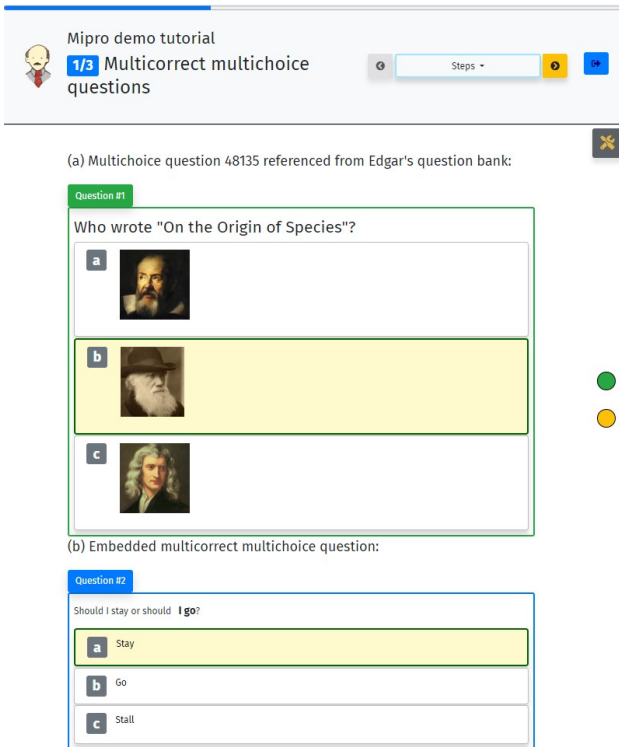 Mipro demo tutorial
1/3 Multicorrect multichoice
questions
Steps
(a) Multichoice question 48135 referenced from Edgar's question bank:
Question #1
Who wrote "On the Origin of Species"?
a
b
c
(b) Embedded multicorrect multichoice question:
Question #2
Should I stay or should I go?
a Stay
b Go
c Stall